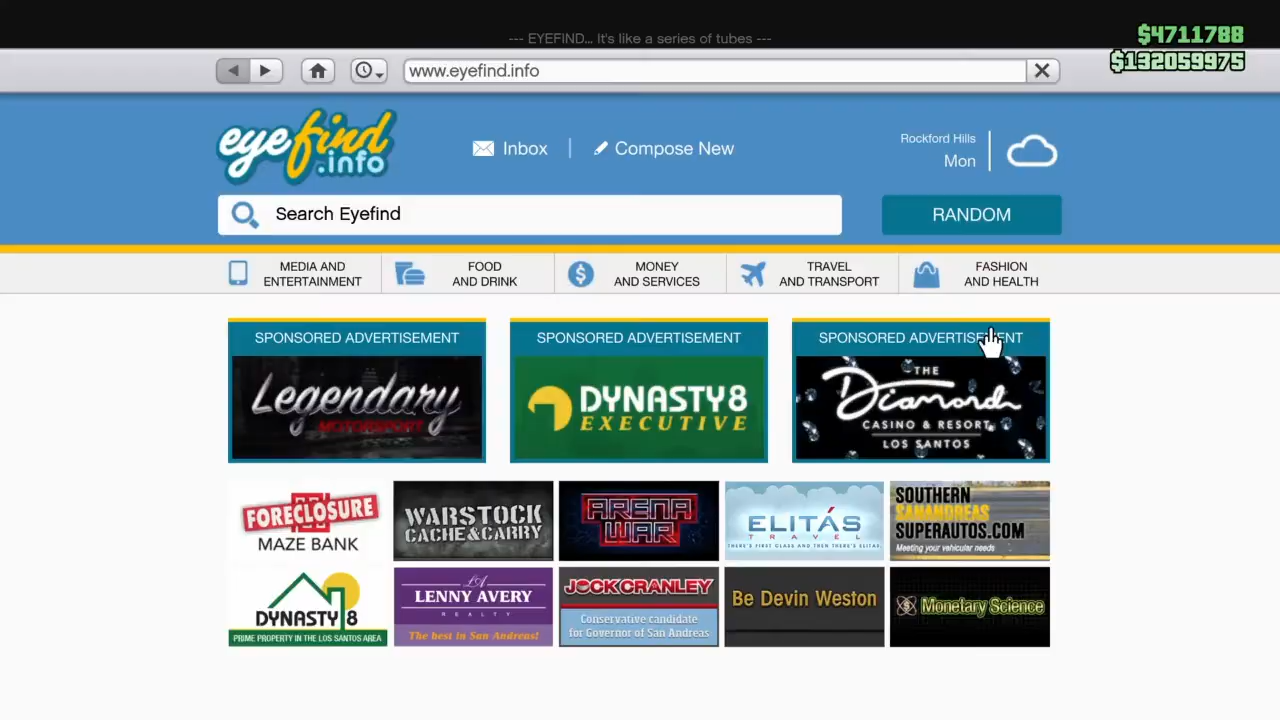 --- EYEFIND... It's like a series of tubes ---
$4711788
$132059975
www.eyefind.info
eyefind
.info
Inbox
Compose New
Rockford Hills
Mon
Search Eyefind
RANDOM
MEDIA AND
ENTERTAINMENT
FOOD
AND DRINK
MONEY
AND SERVICES
TRAVEL
AND TRANSPORT
FASHION
AND HEALTH
SPONSORED ADVERTISEMENT
Legendary
MOTORSPORT
SPONSORED ADVERTISEMENT
DYNASTY8
EXECUTIVE
SPONSORED ADVERTISEMENT
THE
Diamond
CASINO & RESORT
LOS SANTOS
FORECLOSURE
MAZE BANK
WARSTOCK
CACHE&CARRY
ARENA
WAR
ELITÁS
TRAVEL
THERE'S FIRST CLASS AND THEN THERE'S ELITAS
SOUTHERN
SANANDREAS
SUPERAUTOS.COM
Meeting your vehicular needs
DYNASTY 8
PRIME PROPERTY IN THE LOS SANTOS AREA
LA
LENNY AVERY
REALTY
The best in San Andreas!
JOCK CRANLEY
Conservative candidate
for Governor of San Andreas
Be Devin Weston
Monetary Science